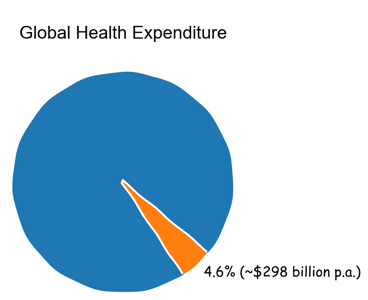 Global Health Expenditure
4.6% (~$298 billion p.a.)